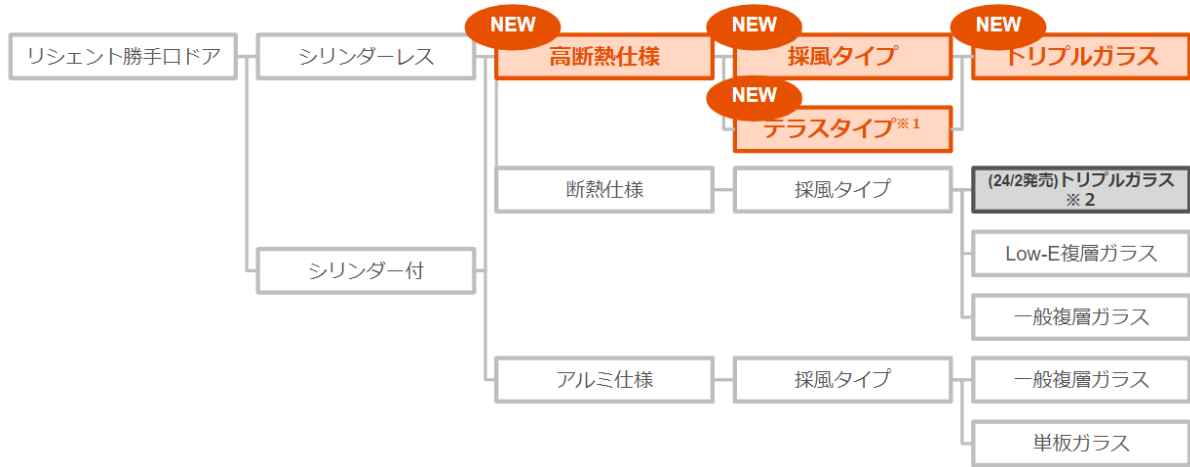 NEW
NEW
NEW
リシェント勝手口ドア
シリンダーレス
高断熱仕様
採風タイプ
トリプルガラス
NEW
テラスタイプ※1
断熱仕様
採風タイプ
(24/2発売)トリプルガラス
※2
シリンダー付
Low-E複層ガラス
一般複層ガラス
アルミ仕様
採風タイプ
一般複層ガラス
単板ガラス